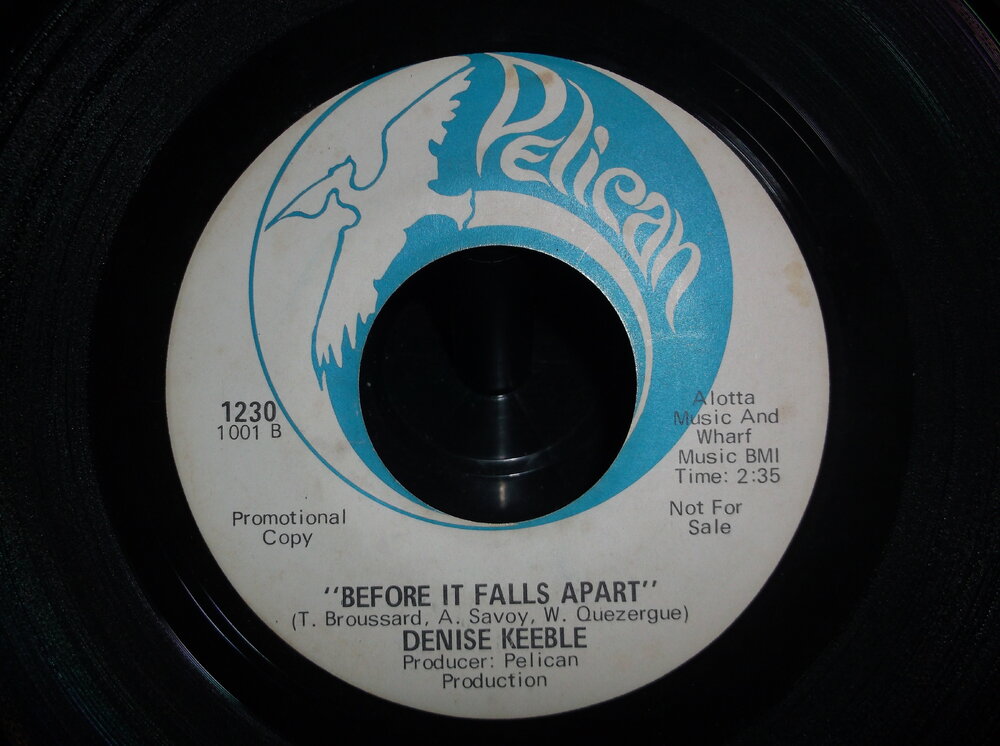 Pelican
1230
1001 B
Alotta
Music And
Wharf
Music BMI
Time: 2:35
Promotional
Copy
Not For
Sale
"BEFORE IT FALLS APART"
(T. Broussard, A. Savoy, W. Quezergue)
DENISE KEEBLE
Producer: Pelican
Production